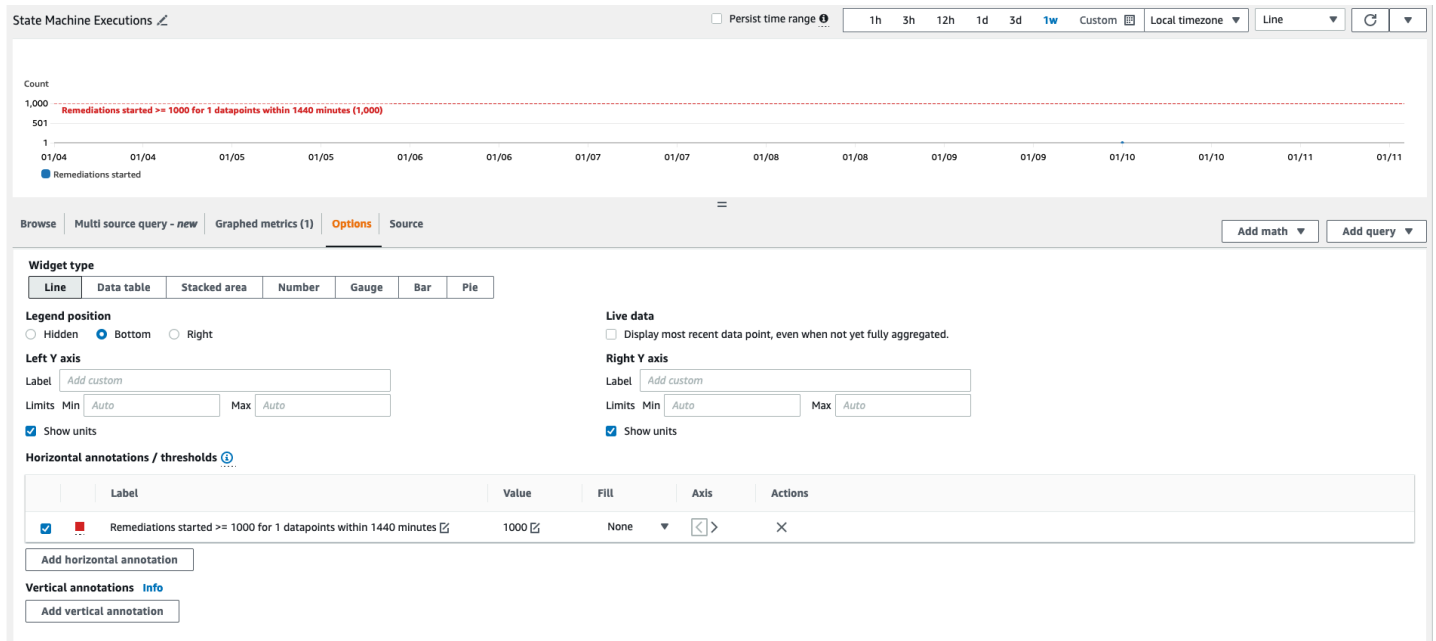 State Machine Executions
Persist time range
1h 3h 12h 1d 3d 1w Custom Local timezone Line
Count
1,000
Remediations started >= 1000 for 1 datapoints within 1440 minutes (1,000)
501
1
01/04 01/04 01/05 01/05 01/06 01/06 01/07 01/07 01/08 01/08 01/09 01/09 01/10 01/10 01/11 01/11
Remediations started
Browse Multi source query - new Graphed metrics (1) Options Source
Add math Add query
Widget type
Line Data table Stacked area Number Gauge Bar Pie
Legend position Live data
Hidden Bottom Right Display most recent data point, even when not yet fully aggregated.
Left Y axis Right Y axis
Label Add custom Label Add custom
Limits Min Auto Max Auto Limits Min Auto Max Auto
Show units Show units
Horizontal annotations / thresholds
Label Value Fill Axis Actions
Remediations started >= 1000 for 1 datapoints within 1440 minutes 1000 None
Add horizontal annotation
Vertical annotations Info
Add vertical annotation